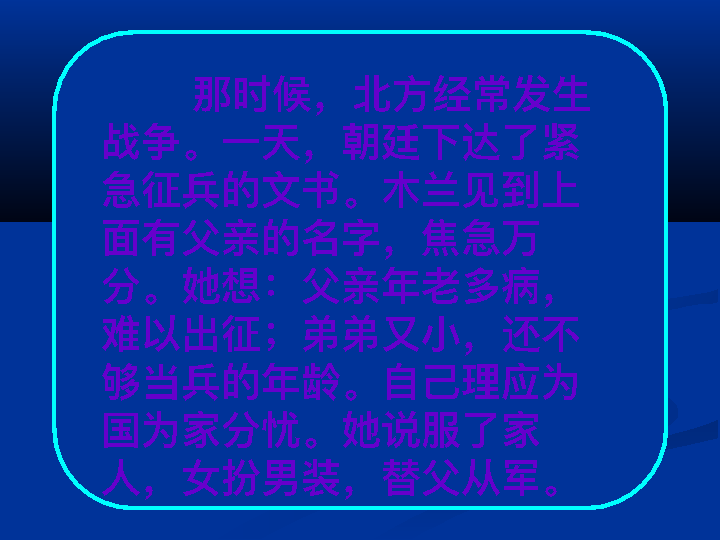 那时候，北方经常发生
战争。一天，朝廷下达了紧
急征兵的文书。木兰见到上
面有父亲的名字，焦急万
分。她想：父亲年老多病，
难以出征；弟弟又小，还不
够当兵的年龄。自己理应为
国为家分忧。她说服了家
人，女扮男装，替父从军。